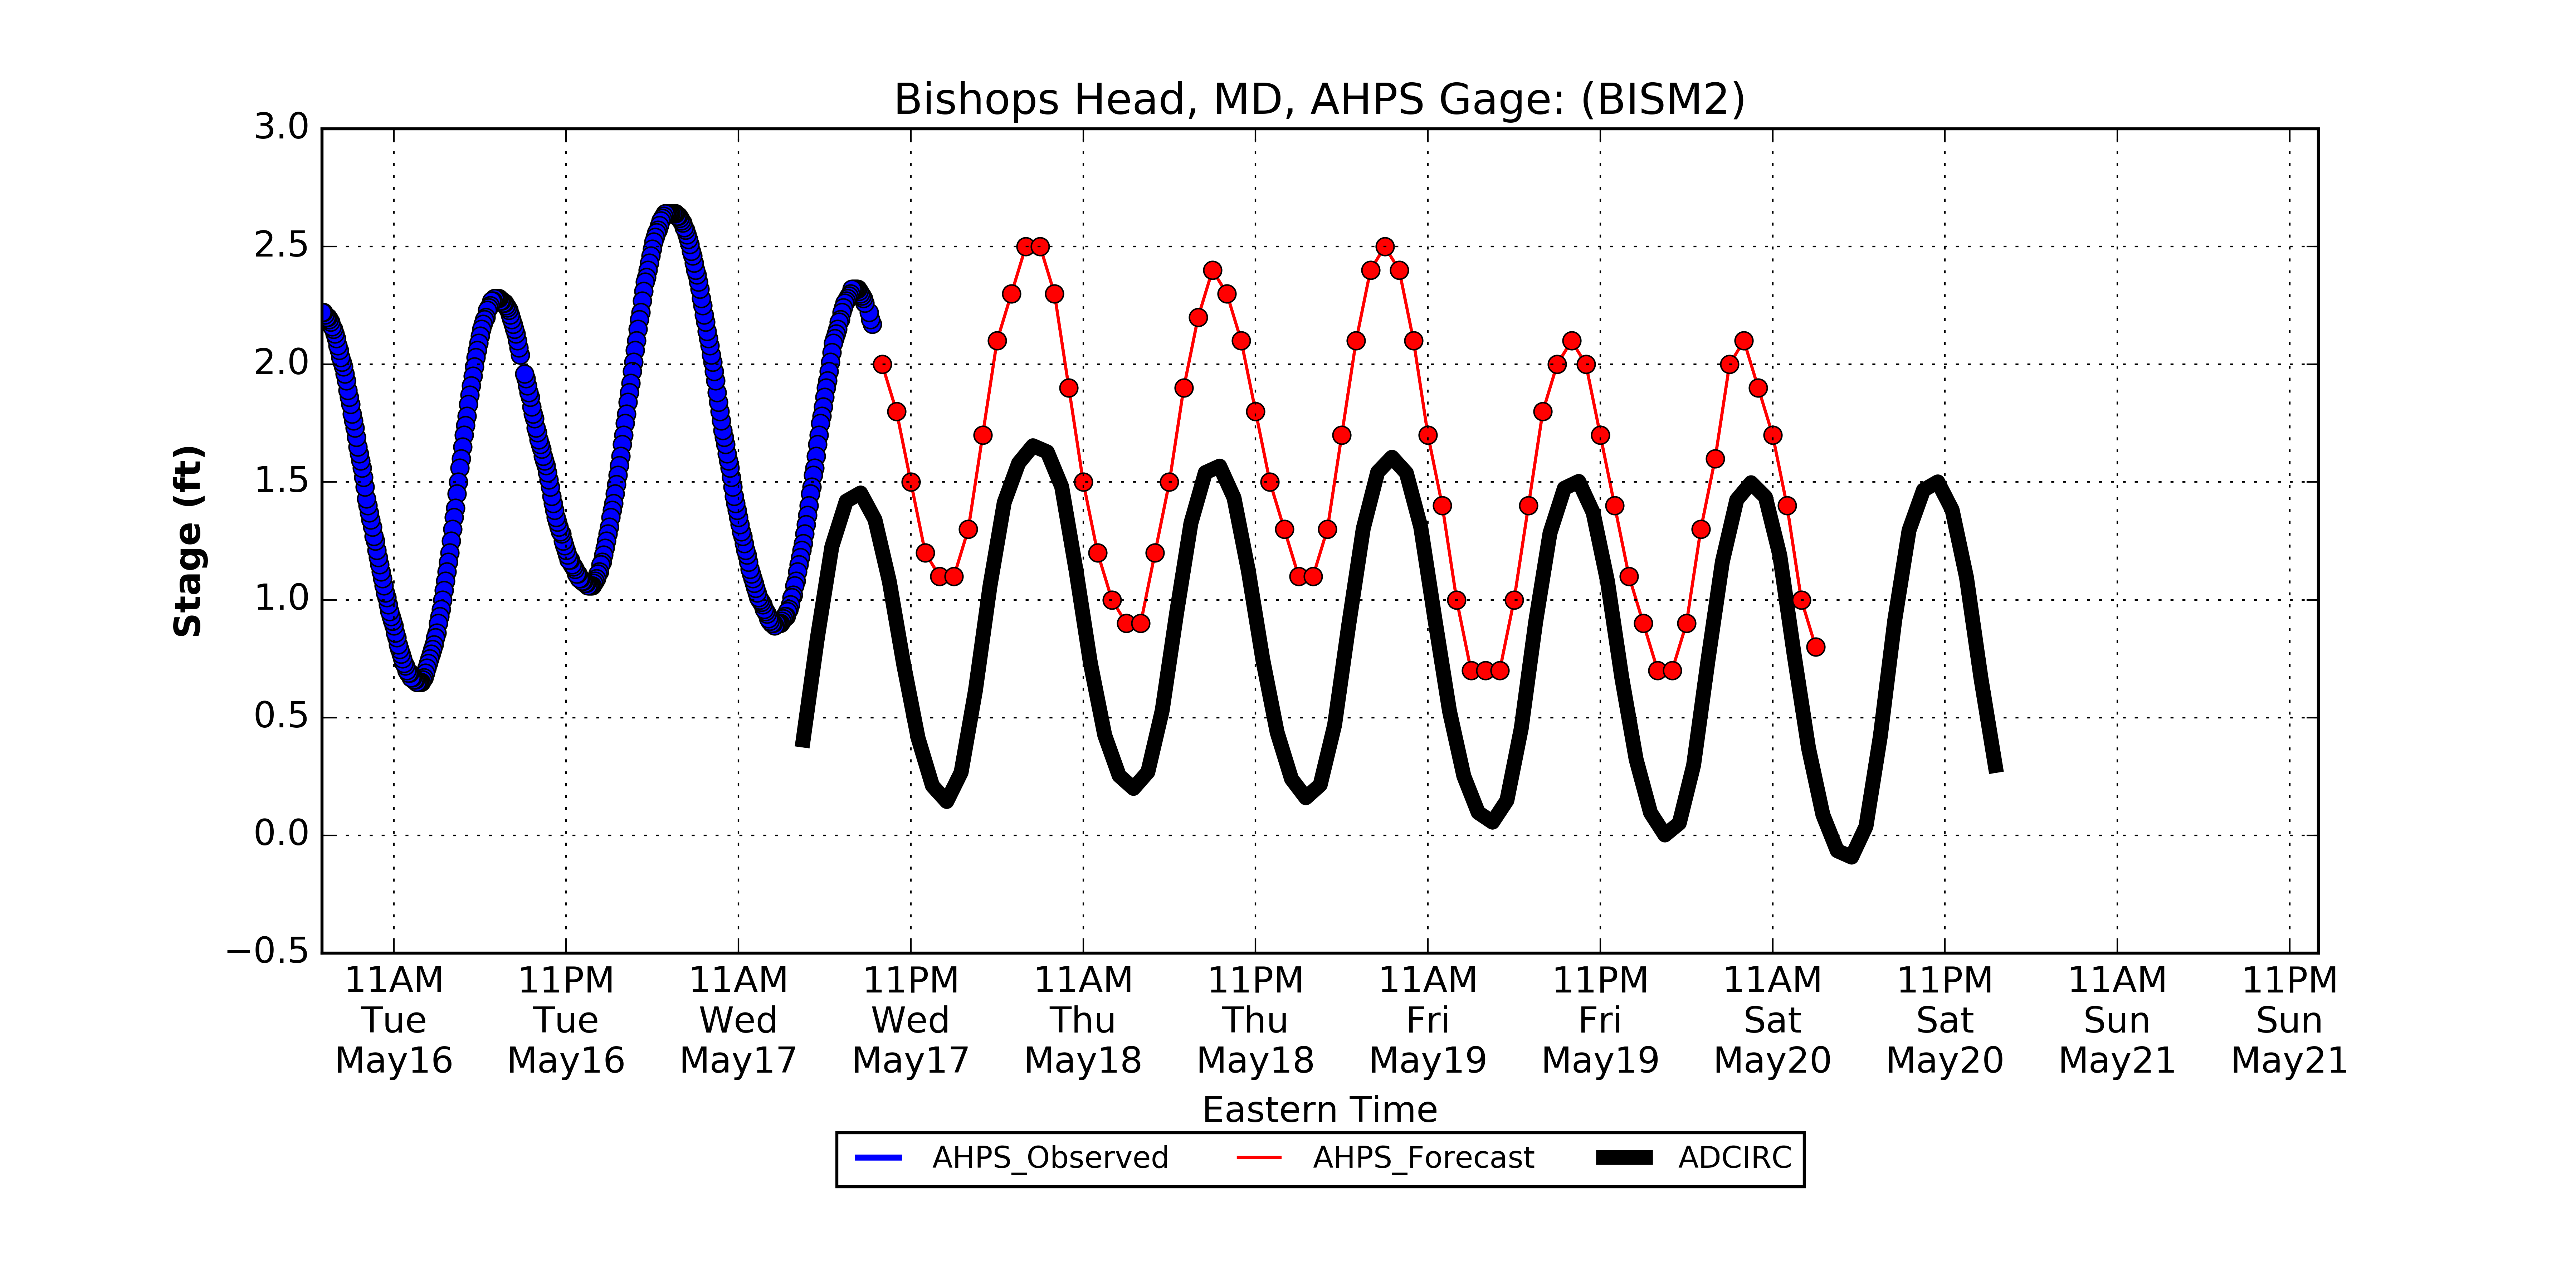 Bishops Head, MD, AHPS Gage: (BISM2)
3.0
2.5
2.0
1.5
1.0
0.5
0.0
−0.5
Stage (ft)
11AM 11PM 11AM 11PM 11AM 11PM 11AM 11PM 11AM 11PM 11AM 11PM
Tue Tue Wed Wed Thu Thu Fri Fri Sat Sat Sun Sun
May16 May16 May17 May17 May18 May18 May19 May19 May20 May20 May21 May21
Eastern Time
AHPS_Observed AHPS_Forecast ADCIRC